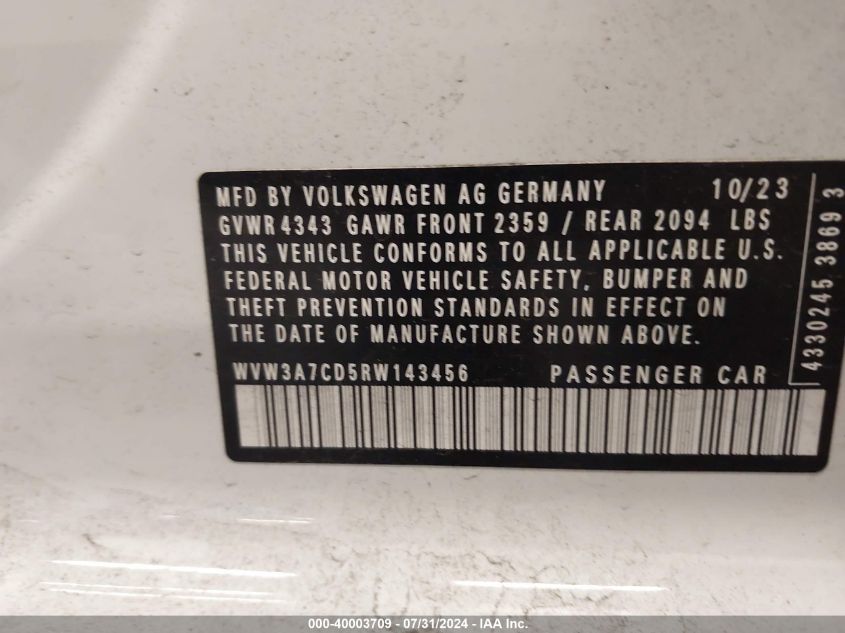 MFD BY VOLKSWAGEN AG GERMANY 10/23
GVWR 4343 GAWR FRONT 2359 / REAR 2094 LBS
THIS VEHICLE CONFORMS TO ALL APPLICABLE U.S.
FEDERAL MOTOR VEHICLE SAFETY, BUMPER AND
THEFT PREVENTION STANDARDS IN EFFECT ON
THE DATE OF MANUFACTURE SHOWN ABOVE.
WVW3A7CD5RW143456 PASSENGER CAR
4330245 3869 3
000-40003709 - 07/31/2024 - IAA Inc.